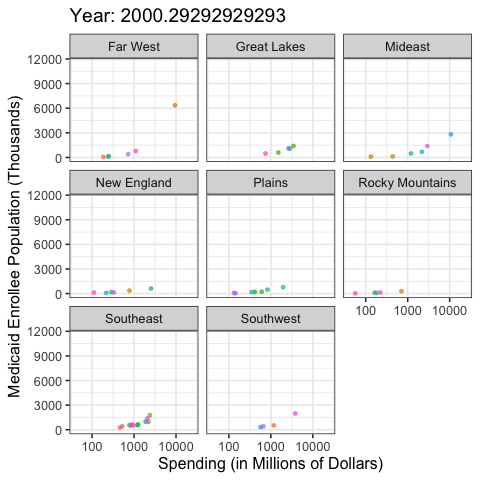 Year: 2000.29292929293
Far West Great Lakes Mideast
12000
9000
6000
3000
0
New England Plains Rocky Mountains
12000
9000
6000
3000
0
100 1000 10000
Southeast Southwest
12000
9000
6000
3000
0
100 1000 10000 100 1000 10000
Medicaid Enrollee Population (Thousands)
Spending (in Millions of Dollars)